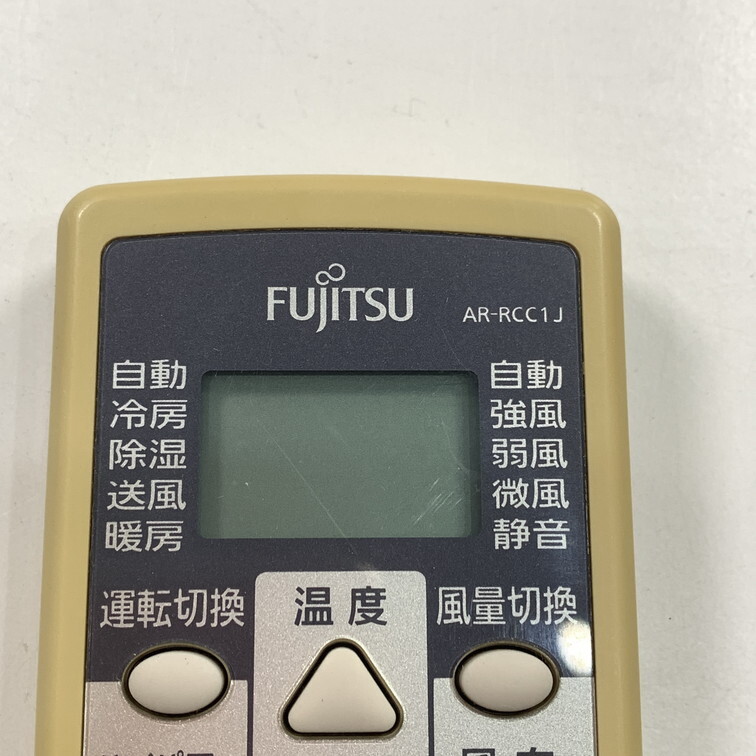 FUJITSU
AR-RCC1J
自動
冷房
除湿
送風
暖房
自動
強風
弱風
微風
静音
運転切換
温度
風量切換